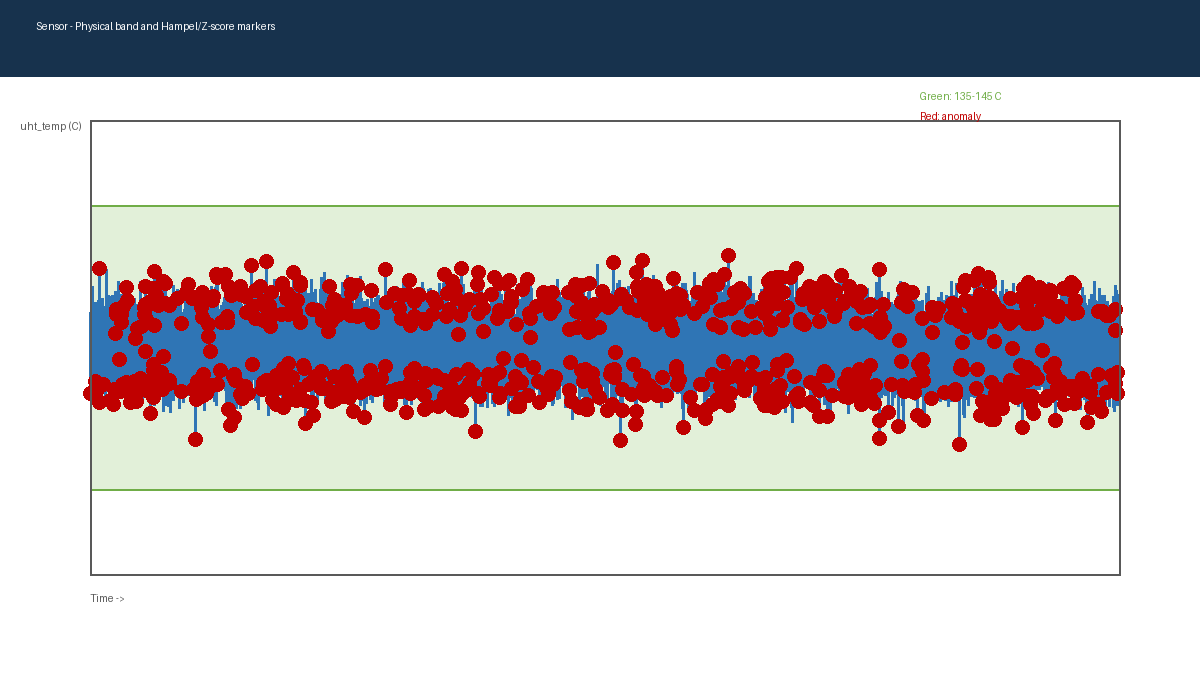 Sensor - Physical band and Hampel/Z-score markers
Green: 135-145 C
Red: anomaly
uht_temp (C)
Time ->